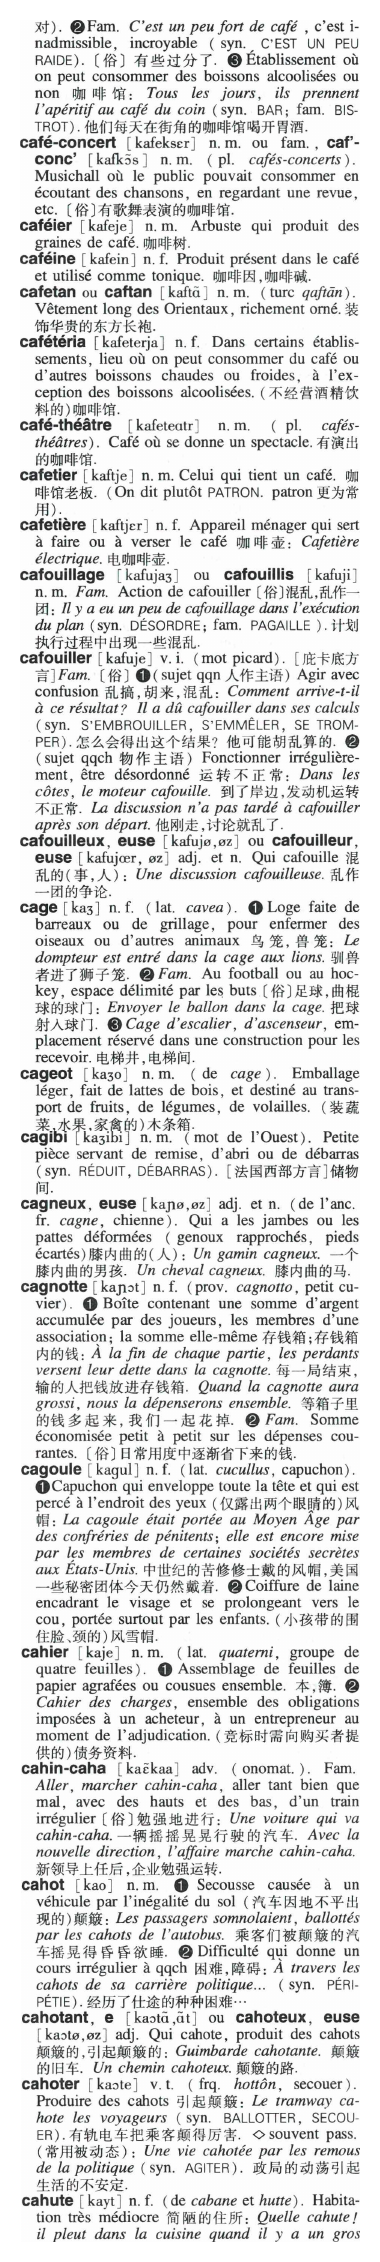 对). ❷ Fam. C'est un peu fort de café , c'est i-
nadmissible, incroyable ( syn. C'EST UN PEU
RAIDE). 〔俗〕有些过分了. ❸ Établissement où
on peut consommer des boissons alcoolisées ou
non 咖啡馆: Tous les jours, ils prennent
l'apéritif au café du coin (syn. BAR; fam. BIS-
TROT). 他们每天在街角的咖啡馆喝开胃酒.
café-concert [kafekɔ̃sɛr] n. m. ou fam. , caf'-
conc' [kafkɔ̃s] n. m. ( pl. cafés-concerts ).
Musichall où le public pouvait consommer en
écoutant des chansons, en regardant une revue,
etc. 〔俗〕有歌舞表演的咖啡馆.
caféier [kafeje] n. m. Arbuste qui produit des
graines de café. 咖啡树.
caféine [kafein] n. f. Produit présent dans le café
et utilisé comme tonique. 咖啡因,咖啡碱.
cafetan ou caftan [kaftɑ̃] n. m. (turc qaftān).
Vêtement long des Orientaux, richement orné. 装
饰华贵的东方长袍.
cafétéria [kafeterja] n. f. Dans certains établis-
sements, lieu où on peut consommer du café ou
d'autres boissons chaudes ou froides, à l'ex-
ception des boissons alcoolisées. (不经营酒精饮
料的)咖啡馆.
café-théâtre [kafeteɑtr] n. m. ( pl. cafés-
théâtres). Café où se donne un spectacle. 有演出
的咖啡馆.
cafetier [kaftje] n. m. Celui qui tient un café. 咖
啡馆老板. (On dit plutôt PATRON. patron 更为常
用).
cafetière [kaftjɛr] n. f. Appareil ménager qui sert
à faire ou à verser le café 咖啡壶: Cafetière
électrique. 电咖啡壶.
cafouillage [kafujaʒ] ou cafouillis [kafuji]
n. m. Fam. Action de cafouiller〔俗〕混乱,乱作一
团: Il y a eu un peu de cafouillage dans l'exécution
du plan (syn. DÉSORDRE; fam. PAGAILLE ). 计划
执行过程中出现一些混乱.
cafouiller [kafuje] v. i. (mot picard). [庇卡底方
言] Fam. 〔俗〕❶ (sujet qqn 人作主语) Agir avec
confusion 乱搞,胡来,混乱: Comment arrive-t-il
à ce résultat? Il a dû cafouiller dans ses calculs
(syn. S'EMBROUILLER, S'EMMÊLER, SE TROM-
PER). 怎么会得出这个结果? 他可能胡乱算的. ❷
(sujet qqch 物作主语) Fonctionner irrégulière-
ment, être désordonné 运转不正常: Dans les
côtes, le moteur cafouille. 到了岸边,发动机运转
不正常. La discussion n'a pas tardé à cafouiller
après son départ. 他刚走,讨论就乱了.
cafouilleux, euse [kafujø,øz] ou cafouilleur,
euse [kafujœr, øz] adj. et n. Qui cafouille 混
乱的(事,人): Une discussion cafouilleuse. 乱作
一团的争论.
cage [kaʒ] n. f. (lat. cavea). ❶ Loge faite de
barreaux ou de grillage, pour enfermer des
oiseaux ou d'autres animaux 鸟笼,兽笼: Le
dompteur est entré dans la cage aux lions. 驯兽
者进了狮子笼. ❷ Fam. Au football ou au hoc-
key, espace délimité par les buts〔俗〕足球,曲棍
球的球门: Envoyer le ballon dans la cage. 把球
射入球门. ❸ Cage d'escalier, d'ascenseur, em-
placement réservé dans une construction pour les
recevoir. 电梯井,电梯间.
cageot [kaʒo] n. m. ( de cage ). Emballage
léger, fait de lattes de bois, et destiné au trans-
port de fruits, de légumes, de volailles. (装蔬
菜,水果,家禽的)木条箱.
cagibi [kaʒibi] n. m. (mot de l'Ouest). Petite
pièce servant de remise, d'abri ou de débarras
(syn. RÉDUIT, DÉBARRAS). [法国西部方言]储物
间.
cagneux, euse [kaɲø,øz] adj. et n. (de l'anc.
fr. cagne, chienne). Qui a les jambes ou les
pattes déformées ( genoux rapprochés, pieds
écartés)膝内曲的(人): Un gamin cagneux. 一个
膝内曲的男孩. Un cheval cagneux. 膝内曲的马.
cagnotte [kaɲɔt] n. f. (prov. cagnotto, petit cu-
vier). ❶ Boîte contenant une somme d'argent
accumulée par des joueurs, les membres d'une
association; la somme elle-même 存钱箱;存钱箱
内的钱: À la fin de chaque partie, les perdants
versent leur dette dans la cagnotte. 每一局结束,
输的人把钱放进存钱箱. Quand la cagnotte aura
grossi, nous la dépenserons ensemble. 等箱子里
的钱多起来,我们一起花掉. ❷ Fam. Somme
économisée petit à petit sur les dépenses cou-
rantes. 〔俗〕日常用度中逐渐省下来的钱.
cagoule [kagul] n. f. (lat. cucullus, capuchon).
❶ Capuchon qui enveloppe toute la tête et qui est
percé à l'endroit des yeux (仅露出两个眼睛的)风
帽: La cagoule était portée au Moyen Âge par
des confréries de pénitents; elle est encore mise
par les membres de certaines sociétés secrètes
aux États-Unis. 中世纪的苦修修士戴的风帽,美国
一些秘密团体今天仍然戴着. ❷ Coiffure de laine
encadrant le visage et se prolongeant vers le
cou, portée surtout par les enfants. (小孩带的围
住脸、颈的)风雪帽.
cahier [kaje] n. m. ( lat. quaterni, groupe de
quatre feuilles). ❶ Assemblage de feuilles de
papier agrafées ou cousues ensemble. 本,簿. ❷
Cahier des charges, ensemble des obligations
imposées à un acheteur, à un entrepreneur au
moment de l'adjudication. (竞标时需向购买者提
供的)债务资料.
cahin-caha [kaɛ̃kaa] adv. ( onomat. ). Fam.
Aller, marcher cahin-caha, aller tant bien que
mal, avec des hauts et des bas, d'un train
irrégulier〔俗〕勉强地进行: Une voiture qui va
cahin-caha. 一辆摇摇晃晃行驶的汽车. Avec la
nouvelle direction, l'affaire marche cahin-caha.
新领导上任后,企业勉强运转.
cahot [kao] n. m. ❶ Secousse causée à un
véhicule par l'inégalité du sol (汽车因地不平出
现的)颠簸: Les passagers somnolaient, ballottés
par les cahots de l'autobus. 乘客们被颠簸的汽
车摇晃得昏昏欲睡. ❷ Difficulté qui donne un
cours irrégulier à qqch 困难,障碍: À travers les
cahots de sa carrière politique... ( syn. PÉRI-
PÉTIE). 经历了仕途的种种困难…
cahotant, e [kaɔtɑ̃,ɑ̃t] ou cahoteux, euse
[kaɔtø,øz] adj. Qui cahote, produit des cahots
颠簸的,引起颠簸的: Guimbarde cahotante. 颠簸
的旧车. Un chemin cahoteux. 颠簸的路.
cahoter [kaɔte] v. t. ( frq. hottôn, secouer).
Produire des cahots 引起颠簸: Le tramway ca-
hote les voyageurs (syn. BALLOTTER, SECOU-
ER). 有轨电车把乘客颠得厉害. ◇ souvent pass.
(常用被动态): Une vie cahotée par les remous
de la politique (syn. AGITER). 政局的动荡引起
生活的不安定.
cahute [kayt] n. f. (de cabane et hutte). Habita-
tion très médiocre 简陋的住所: Quelle cahute!
il pleut dans la cuisine quand il y a un gros